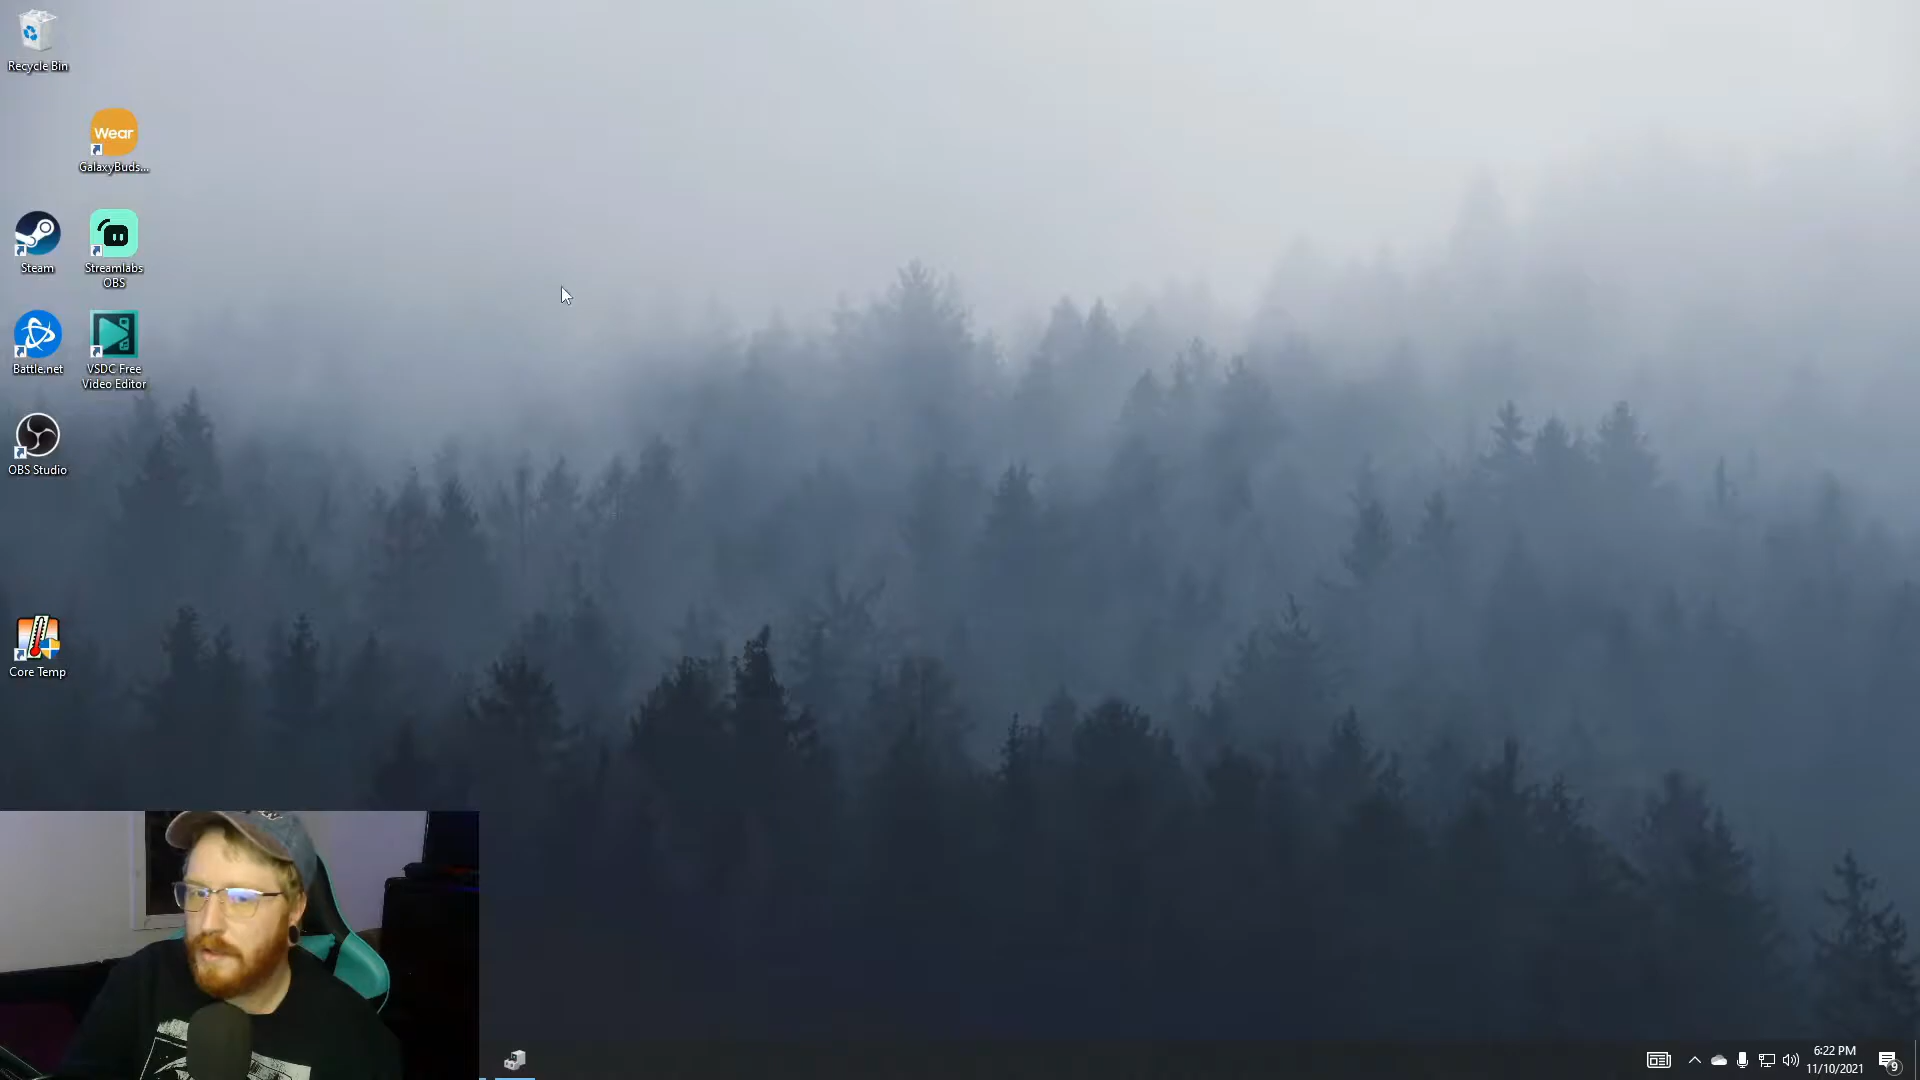 Recycle Bin
Wear
GalaxyBuds...
Steam
Streamlabs
OBS
Battle.net
VSDC Free
Video Editor
OBS Studio
Core Temp
6:22 PM
11/10/2021
9